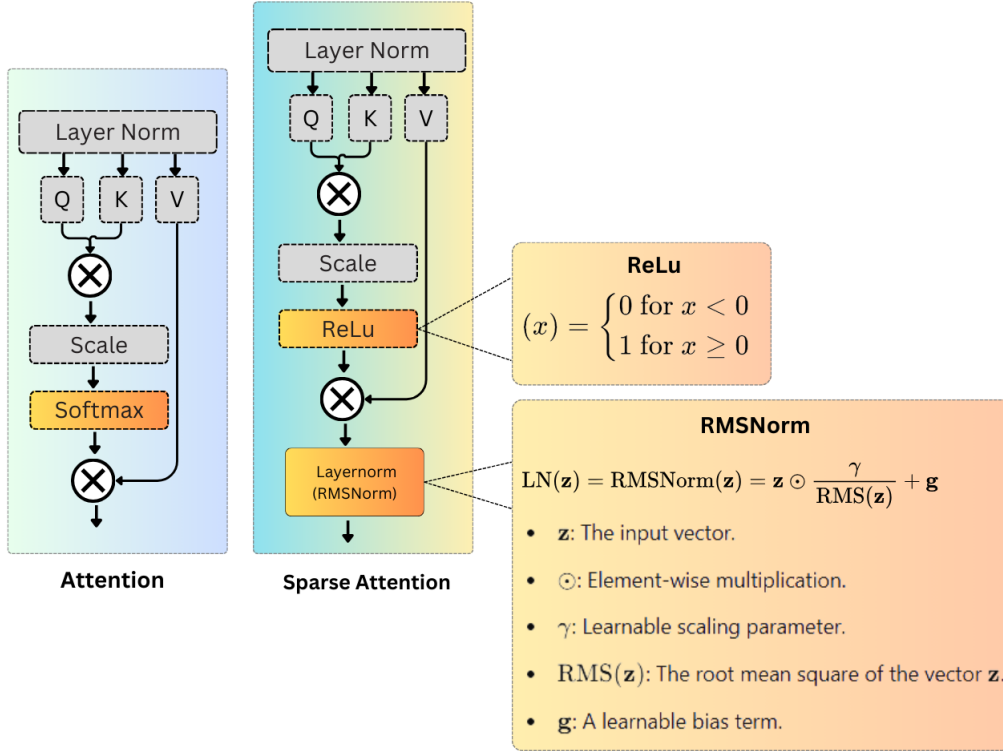 Layer Norm
Q K V
Scale
Softmax
Attention
Layer Norm
Q K V
Scale
ReLu
Layernorm
(RMSNorm)
Sparse Attention
ReLu
(x) = {0 for x < 0
1 for x ≥ 0
RMSNorm
LN(z) = RMSNorm(z) = z ⊙ γ / RMS(z) + g
• z: The input vector.
• ⊙: Element-wise multiplication.
• γ: Learnable scaling parameter.
• RMS(z): The root mean square of the vector z.
• g: A learnable bias term.